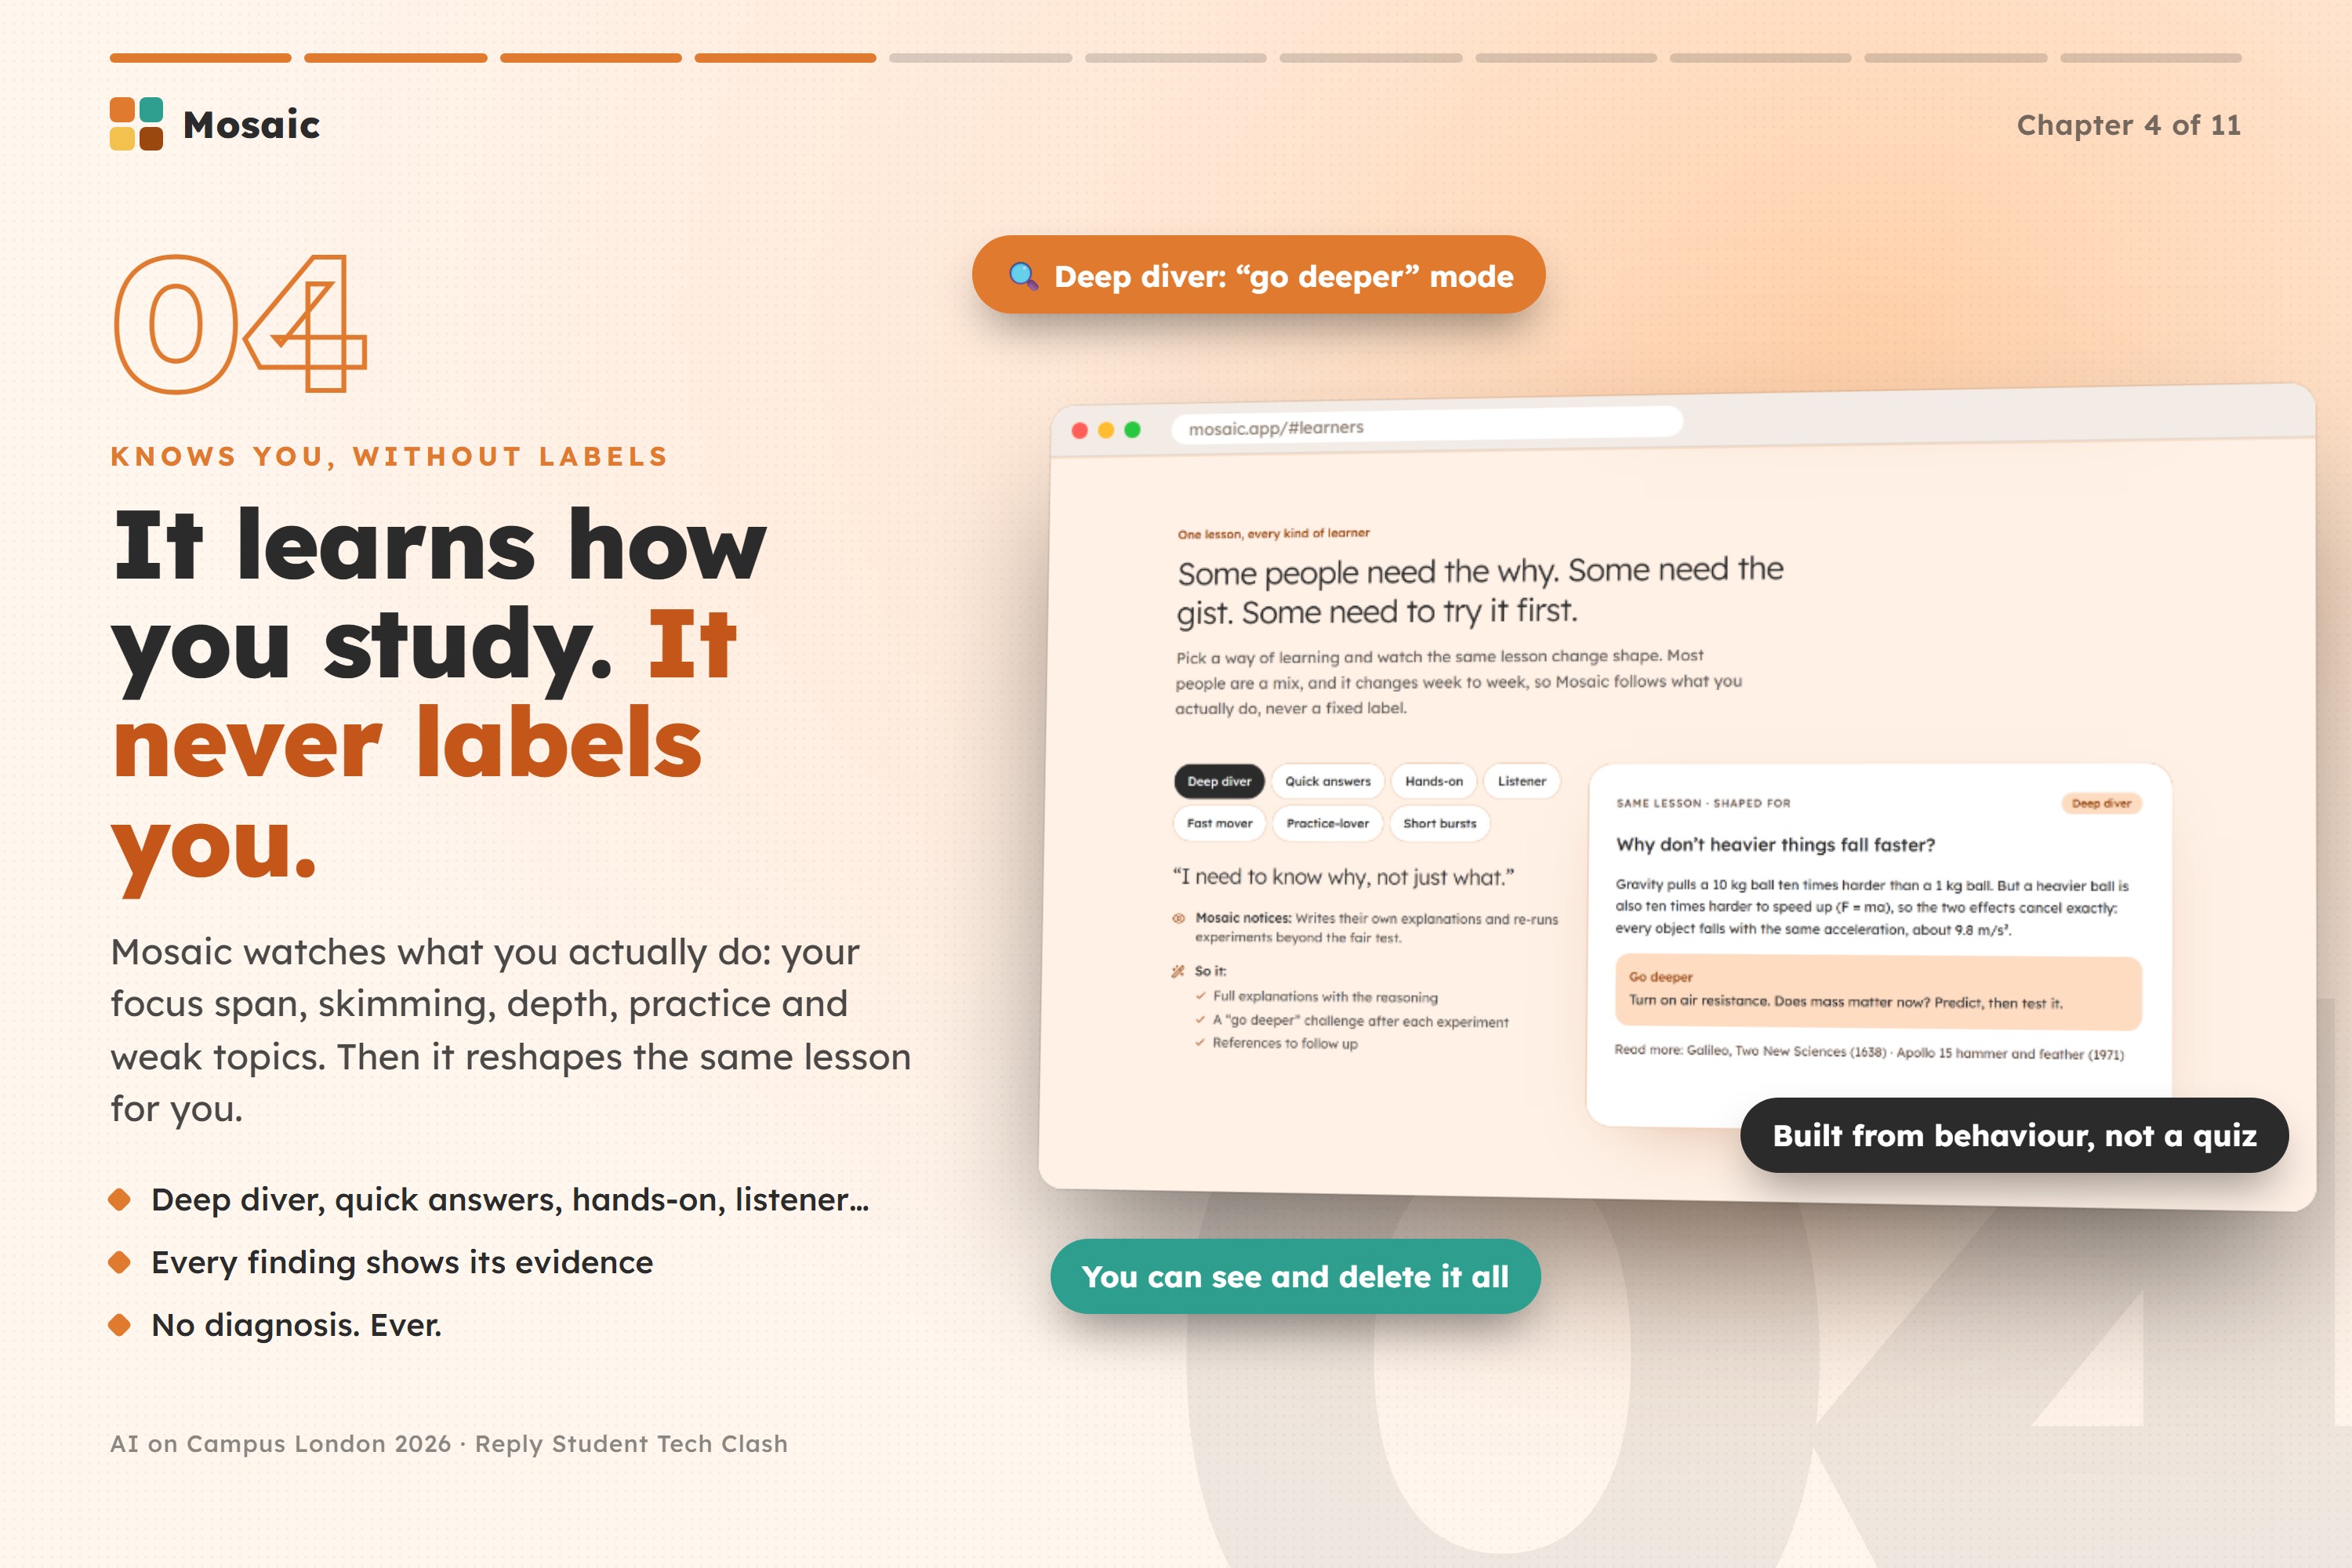 Mosaic
Chapter 4 of 11
04
KNOWS YOU, WITHOUT LABELS
It learns how
you study. It
never labels
you.
Mosaic watches what you actually do: your
focus span, skimming, depth, practice and
weak topics. Then it reshapes the same lesson
for you.
Deep diver, quick answers, hands-on, listener...
Every finding shows its evidence
No diagnosis. Ever.
AI on Campus London 2026 · Reply Student Tech Clash
🔍 Deep diver: “go deeper” mode
mosaic.app/#learners
One lesson, every kind of learner
Some people need the why. Some need the
gist. Some need to try it first.
Pick a way of learning and watch the same lesson change shape. Most
people are a mix, and it changes week to week, so Mosaic follows what you
actually do, never a fixed label.
Deep diver Quick answers Hands-on Listener
Fast mover Practice-lover Short bursts
“I need to know why, not just what.”
Mosaic notices: Writes their own explanations and re-runs
experiments beyond the fair test.
So it:
Full explanations with the reasoning
A “go deeper” challenge after each experiment
References to follow up
SAME LESSON · SHAPED FOR Deep diver
Why don’t heavier things fall faster?
Gravity pulls a 10 kg ball ten times harder than a 1 kg ball. But a heavier ball is
also ten times harder to speed up (F = ma), so the two effects cancel exactly:
every object falls with the same acceleration, about 9.8 m/s².
Go deeper
Turn on air resistance. Does mass matter now? Predict, then test it.
Read more: Galileo, Two New Sciences (1638) · Apollo 15 hammer and feather (1971)
Built from behaviour, not a quiz
You can see and delete it all
04